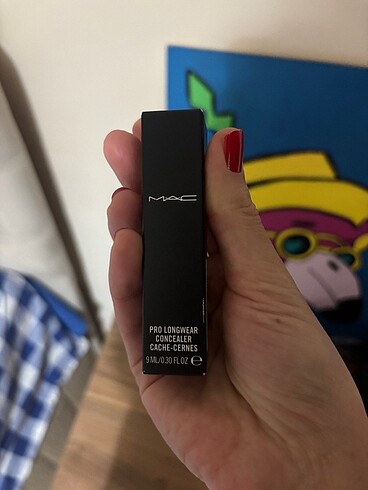 MAC
PRO LONGWEAR
CONCEALER
CACHE-CERNES
9 ML/0.30 FL OZ ℮